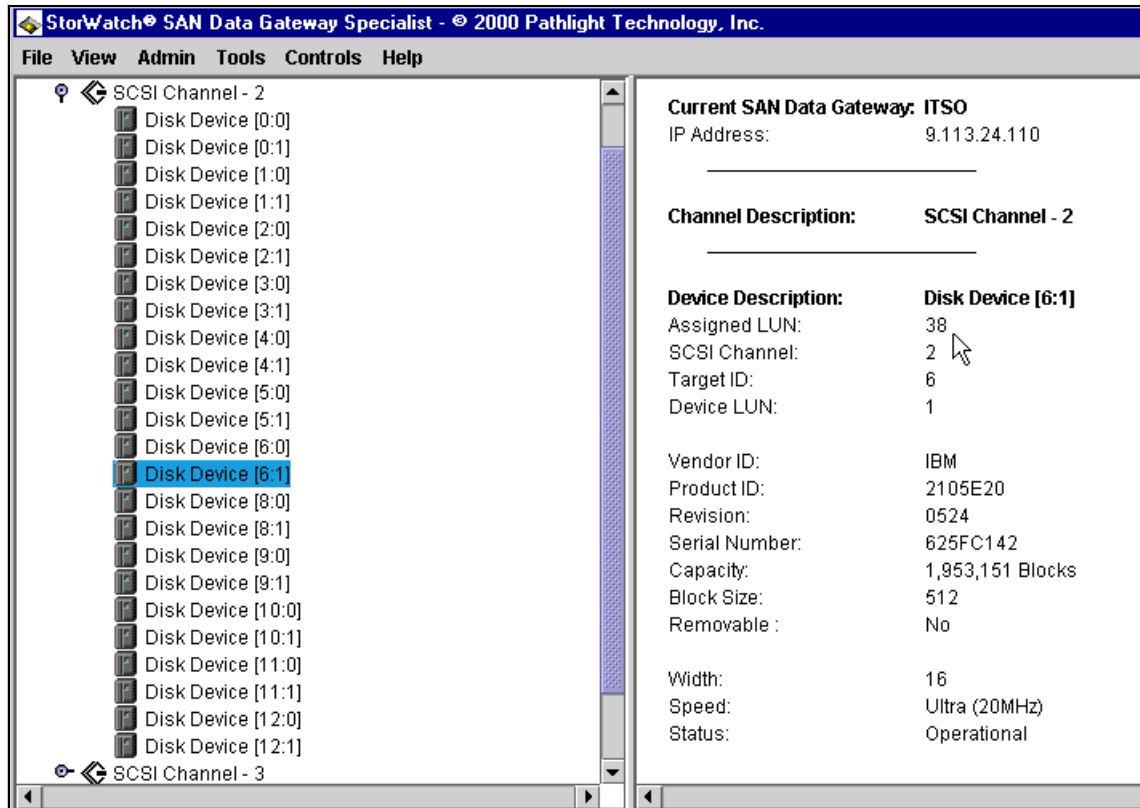 StorWatch® SAN Data Gateway Specialist - © 2000 Pathlight Technology, Inc.
File View Admin Tools Controls Help
SCSI Channel - 2
Disk Device [0:0]
Disk Device [0:1]
Disk Device [1:0]
Disk Device [1:1]
Disk Device [2:0]
Disk Device [2:1]
Disk Device [3:0]
Disk Device [3:1]
Disk Device [4:0]
Disk Device [4:1]
Disk Device [5:0]
Disk Device [5:1]
Disk Device [6:0]
Disk Device [6:1]
Disk Device [8:0]
Disk Device [8:1]
Disk Device [9:0]
Disk Device [9:1]
Disk Device [10:0]
Disk Device [10:1]
Disk Device [11:0]
Disk Device [11:1]
Disk Device [12:0]
Disk Device [12:1]
SCSI Channel - 3
Current SAN Data Gateway: ITSO
IP Address: 9.113.24.110
Channel Description: SCSI Channel - 2
Device Description: Disk Device [6:1]
Assigned LUN: 38
SCSI Channel: 2
Target ID: 6
Device LUN: 1
Vendor ID: IBM
Product ID: 2105E20
Revision: 0524
Serial Number: 625FC142
Capacity: 1,953,151 Blocks
Block Size: 512
Removable : No
Width: 16
Speed: Ultra (20MHz)
Status: Operational